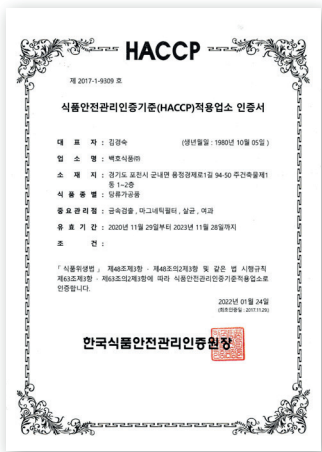 HACCP
제 2017-1-9309 호
식품안전관리인증기준(HACCP)적용업소 인증서
대 표 자 : 김경숙 (생년월일 : 1980년 10월 05일)
업 소 명 : 백호식품㈜
소 재 지 : 경기도 포천시 군내면 용정경제로1길 94-50 주건축물제1
동 1~2층
식 품 종 별 : 당류가공품
중요관리점 : 금속검출, 마그네틱필터, 살균, 여과
유 효 기 간 : 2020년 11월 29일부터 2023년 11월 28일까지
조 건 :
「식품위생법」 제48조제3항ㆍ제48조의2제3항 및 같은 법 시행규칙
제63조제3항ㆍ제63조의2제3항에 따라 식품안전관리인증기준적용업소로
인증합니다.
2022년 01월 24일
(최초인증일 : 2017.11.29.)
한국식품안전관리인증원장